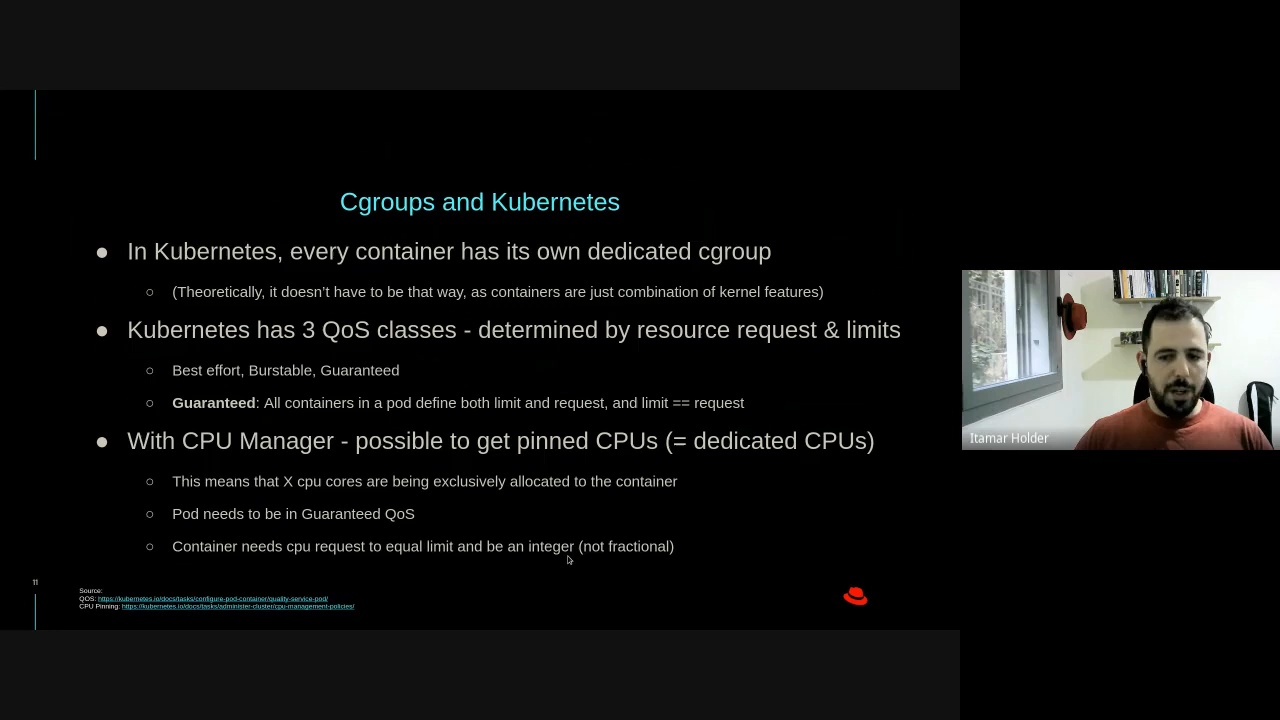 Cgroups and Kubernetes
● In Kubernetes, every container has its own dedicated cgroup
○ (Theoretically, it doesn’t have to be that way, as containers are just combination of kernel features)
● Kubernetes has 3 QoS classes - determined by resource request & limits
○ Best effort, Burstable, Guaranteed
○ Guaranteed: All containers in a pod define both limit and request, and limit == request
● With CPU Manager - possible to get pinned CPUs (= dedicated CPUs)
○ This means that X cpu cores are being exclusively allocated to the container
○ Pod needs to be in Guaranteed QoS
○ Container needs cpu request to equal limit and be an integer (not fractional)
11
Source:
QOS: https://kubernetes.io/docs/tasks/configure-pod-container/quality-service-pod/
CPU Pinning: https://kubernetes.io/docs/tasks/administer-cluster/cpu-management-policies/
Itamar Holder